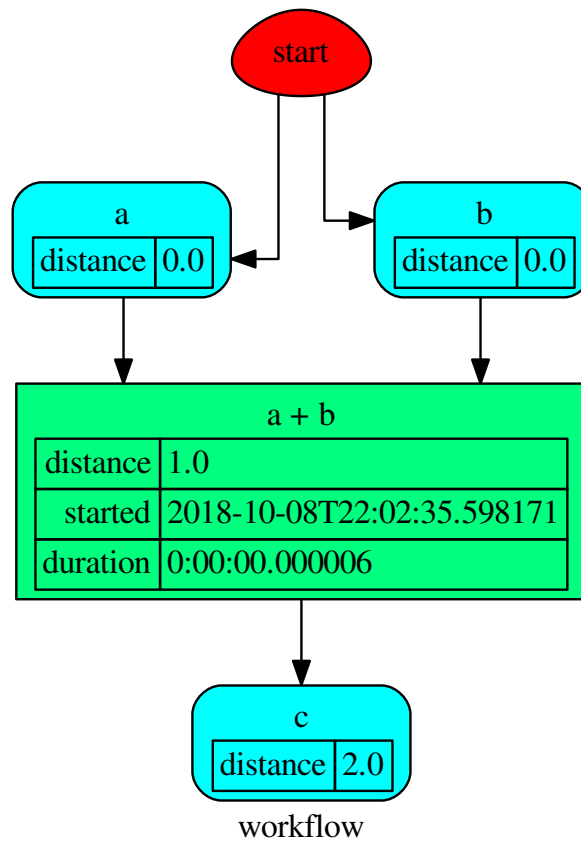 start
a
distance 0.0
b
distance 0.0
a + b
distance 1.0
started 2018-10-08T22:02:35.598171
duration 0:00:00.000006
c
distance 2.0
workflow